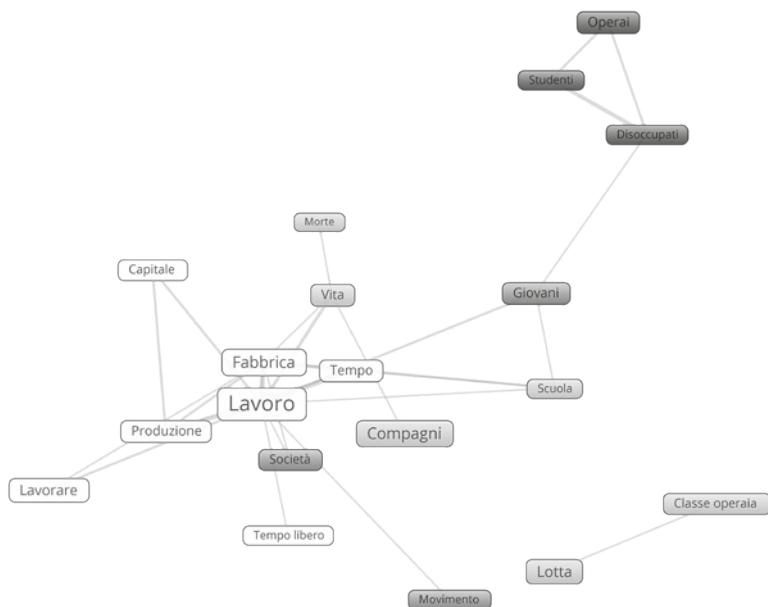 Operai
Studenti
Disoccupati
Morte
Capitale
Vita
Giovani
Fabbrica
Tempo
Scuola
Lavoro
Produzione
Compagni
Società
Lavorare
Classe operaia
Tempo libero
Lotta
Movimento